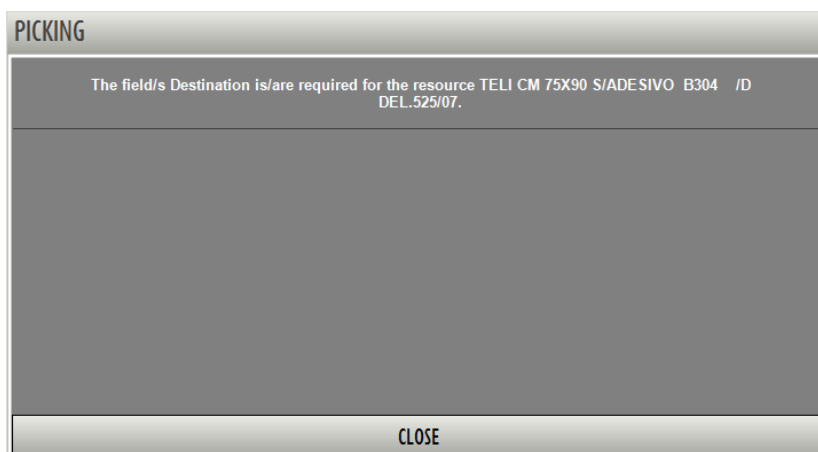 PICKING
The field/s Destination is/are required for the resource TELI CM 75X90 S/ADESIVO B304 /D
DEL.525/07.
CLOSE